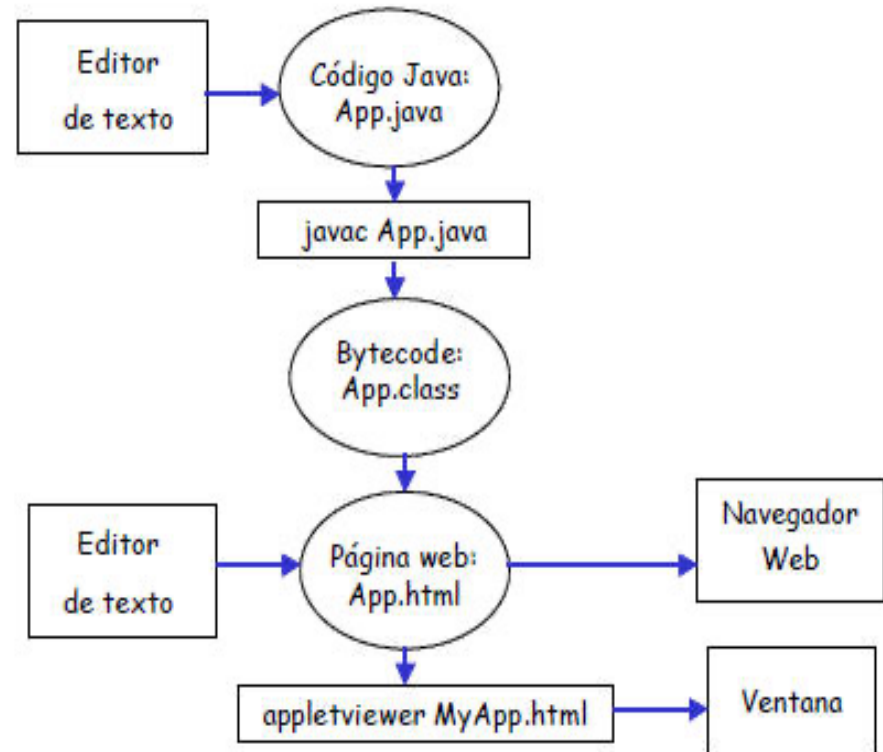 Editor
de texto
Código Java:
App.java
javac App.java
Bytecode:
App.class
Editor
de texto
Página web:
App.html
Navegador
Web
appletviewer MyApp.html
Ventana